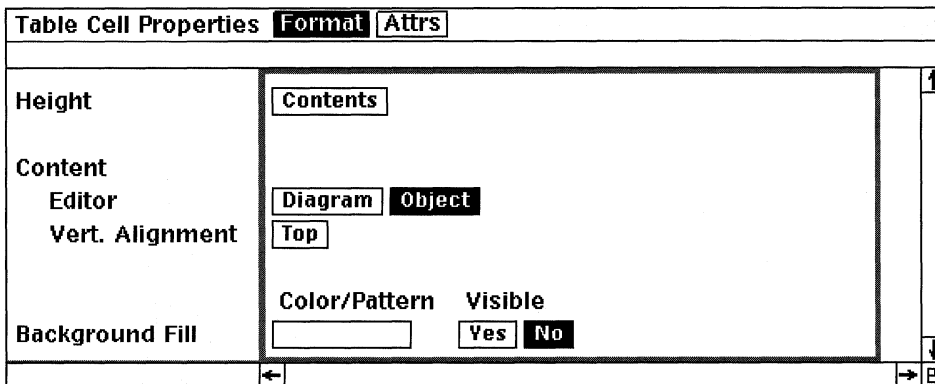 Table Cell Properties Format Attrs
Height Contents
Content
Editor Diagram Object
Vert. Alignment Top
Color/Pattern Visible
Background Fill Yes No